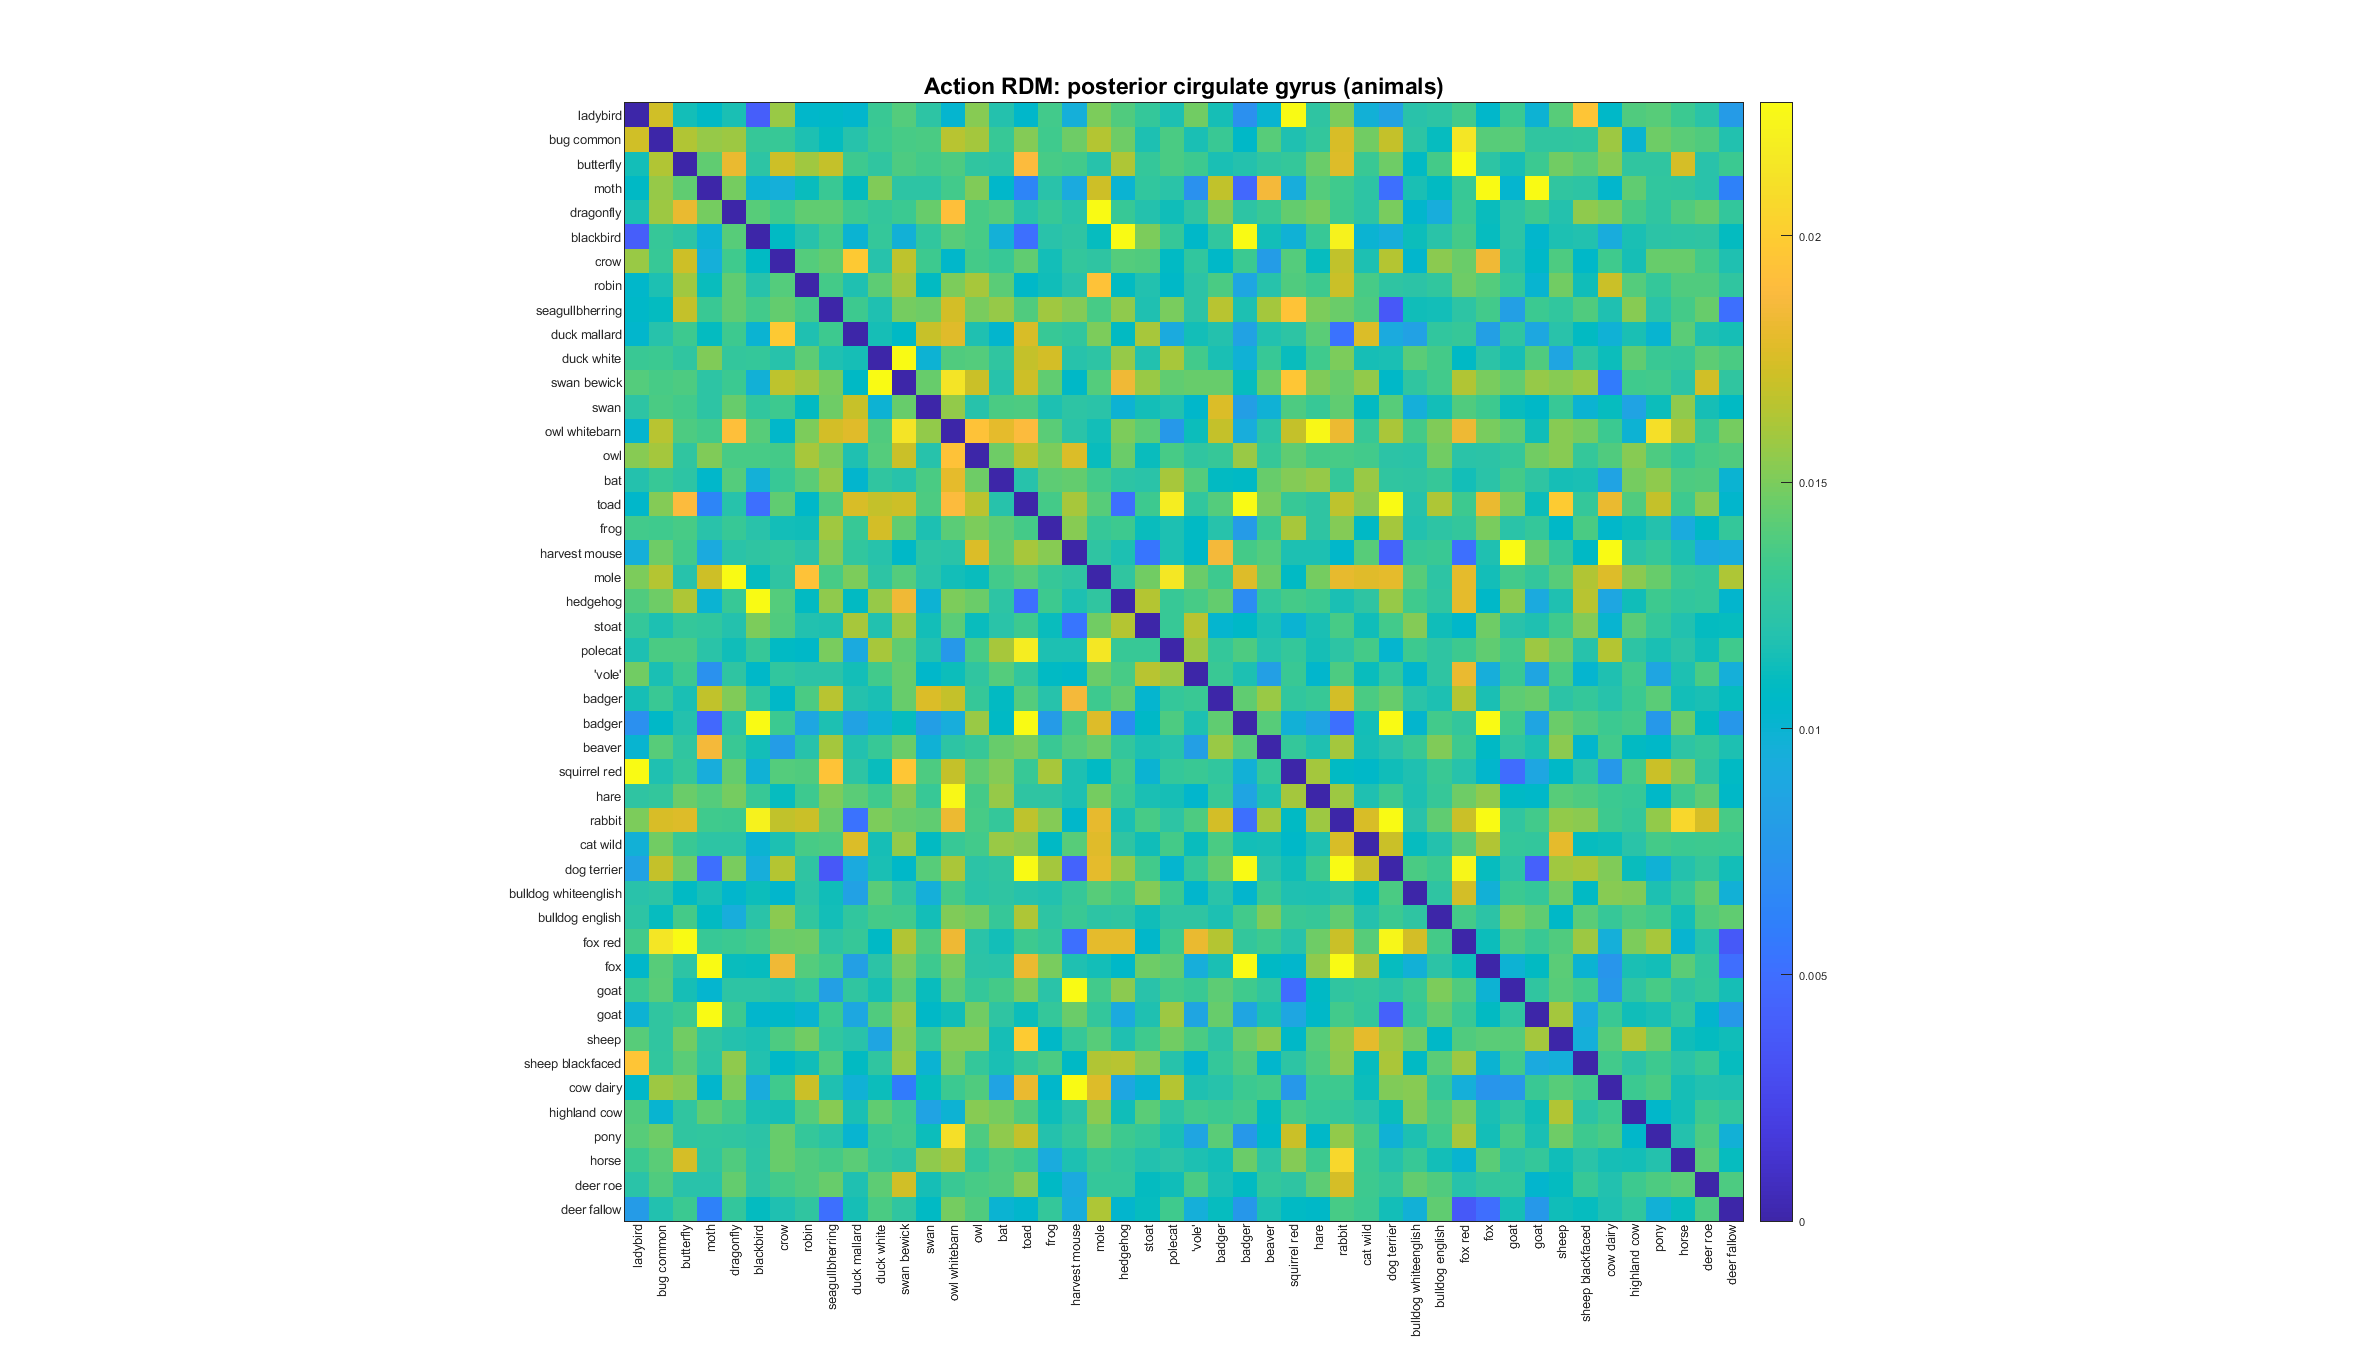 Action RDM: posterior cirgulate gyrus (animals)
ladybird
bug common
butterfly
moth
dragonfly
blackbird
crow
robin
seagullbherring
duck mallard
duck white
swan bewick
swan
owl whitebarn
owl
bat
toad
frog
harvest mouse
mole
hedgehog
stoat
polecat
'vole'
badger
badger
beaver
squirrel red
hare
rabbit
cat wild
dog terrier
bulldog whiteenglish
bulldog english
fox red
fox
goat
goat
sheep
sheep blackfaced
cow dairy
highland cow
pony
horse
deer roe
deer fallow
ladybird
bug common
butterfly
moth
dragonfly
blackbird
crow
robin
seagullbherring
duck mallard
duck white
swan bewick
swan
owl whitebarn
owl
bat
toad
frog
harvest mouse
mole
hedgehog
stoat
polecat
'vole'
badger
badger
beaver
squirrel red
hare
rabbit
cat wild
dog terrier
bulldog whiteenglish
bulldog english
fox red
fox
goat
goat
sheep
sheep blackfaced
cow dairy
highland cow
pony
horse
deer roe
deer fallow
0.02
0.015
0.01
0.005
0